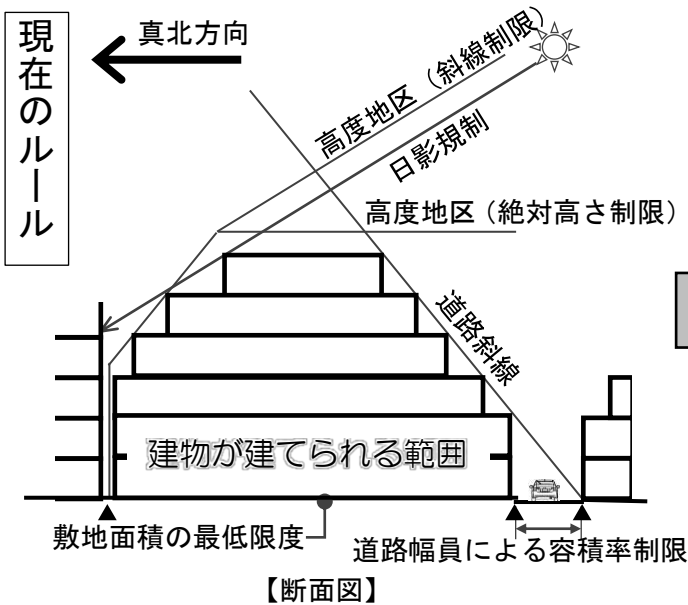 現在のルール
真北方向
高度地区（斜線制限）
日影規制
高度地区（絶対高さ制限）
道路斜線
建物が建てられる範囲
敷地面積の最低限度
道路幅員による容積率制限
【断面図】